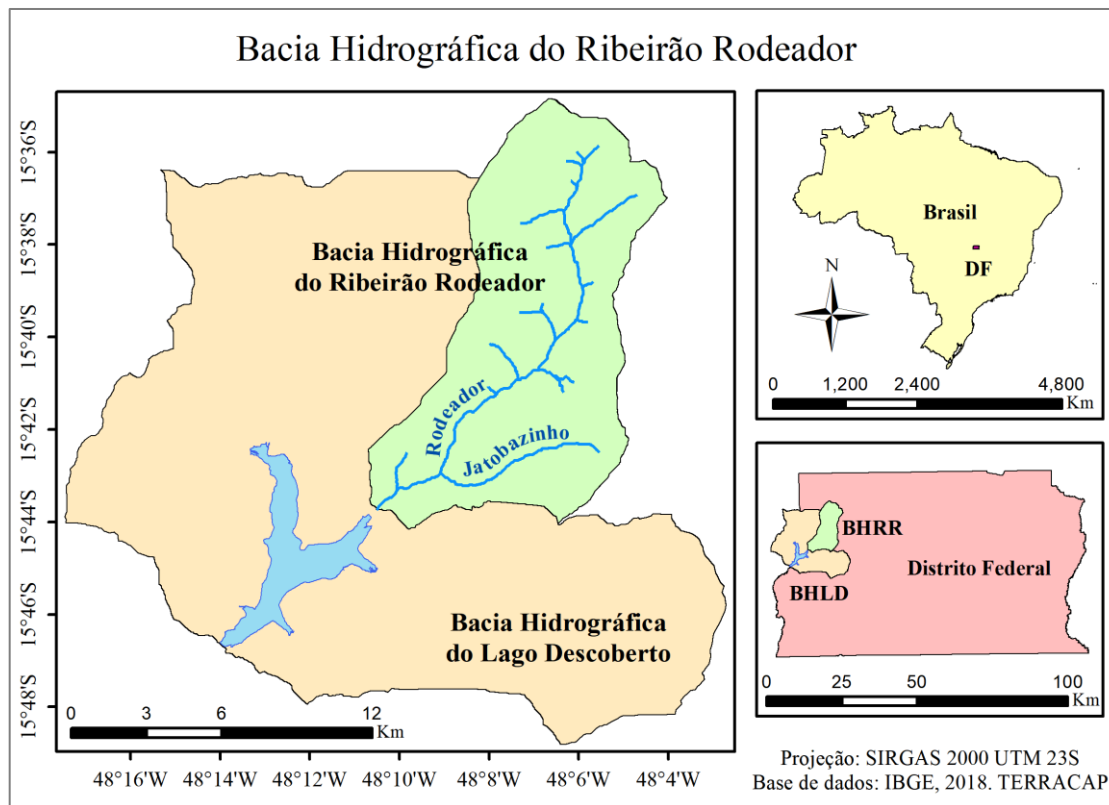 Bacia Hidrográfica do Ribeirão Rodeador
15°36'S
15°38'S
15°40'S
15°42'S
15°44'S
15°46'S
15°48'S
Bacia Hidrográfica
do Ribeirão Rodeador
Rodeador
Jatobazinho
Bacia Hidrográfica
do Lago Descoberto
0 3 6 12
Km
48°16'W 48°14'W 48°12'W 48°10'W 48°8'W 48°6'W 48°4'W
Brasil
DF
N
0 1,200 2,400 4,800
Km
BHRR
Distrito Federal
BHLD
0 25 50 100
Km
Projeção: SIRGAS 2000 UTM 23S
Base de dados: IBGE, 2018. TERRACAP